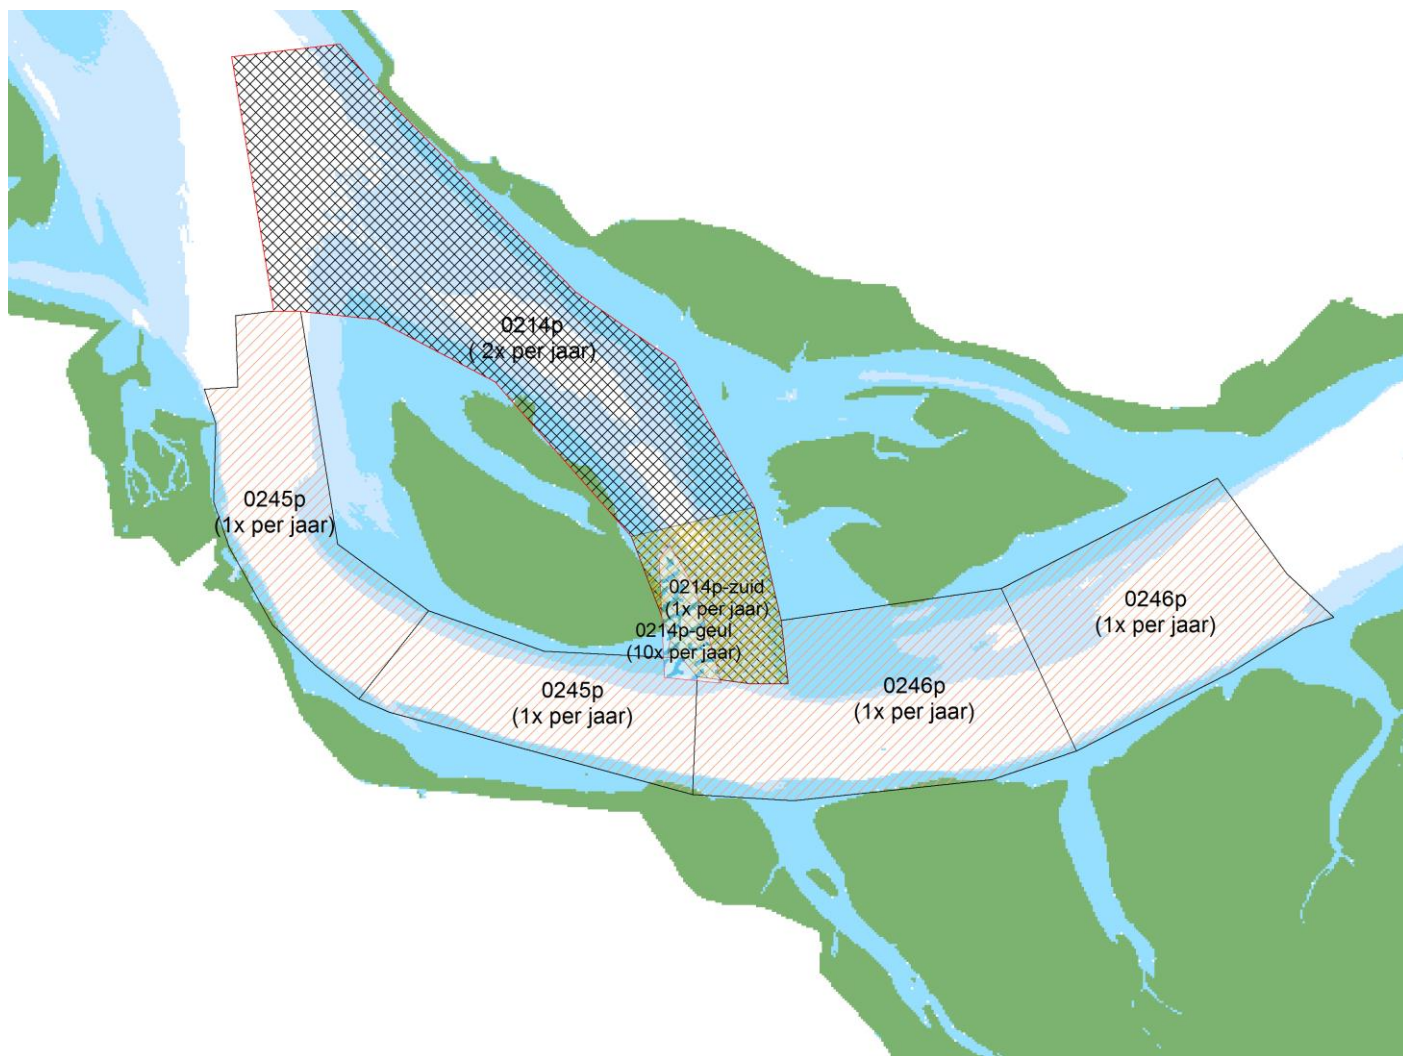 0214p
( 2x per jaar)
0245p
(1x per jaar)
0214p-zuid
(1x per jaar)
0214p-geul
(10x per jaar)
0246p
(1x per jaar)
0245p
(1x per jaar)
0246p
(1x per jaar)